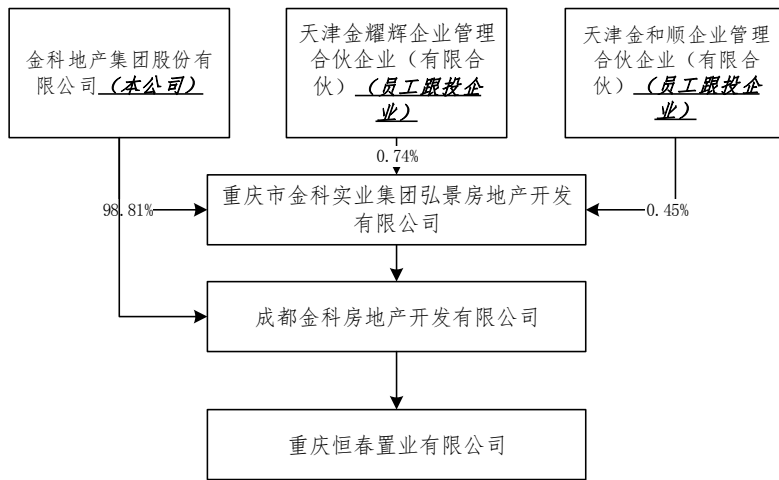 金科地产集团股份有
限公司（本公司）
天津金耀辉企业管理
合伙企业（有限合
伙）（员工跟投企
业）
天津金和顺企业管理
合伙企业（有限合
伙）（员工跟投企
业）
0.74%
98.81%
0.45%
重庆市金科实业集团弘景房地产开发
有限公司
成都金科房地产开发有限公司
重庆恒春置业有限公司